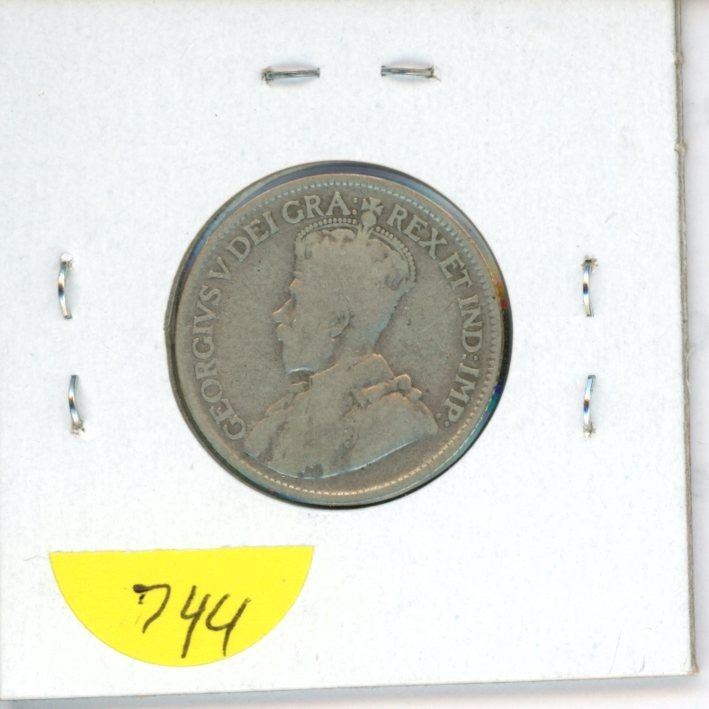 GEORGIVS V DEI GRA: REX ET IND: IMP:
744